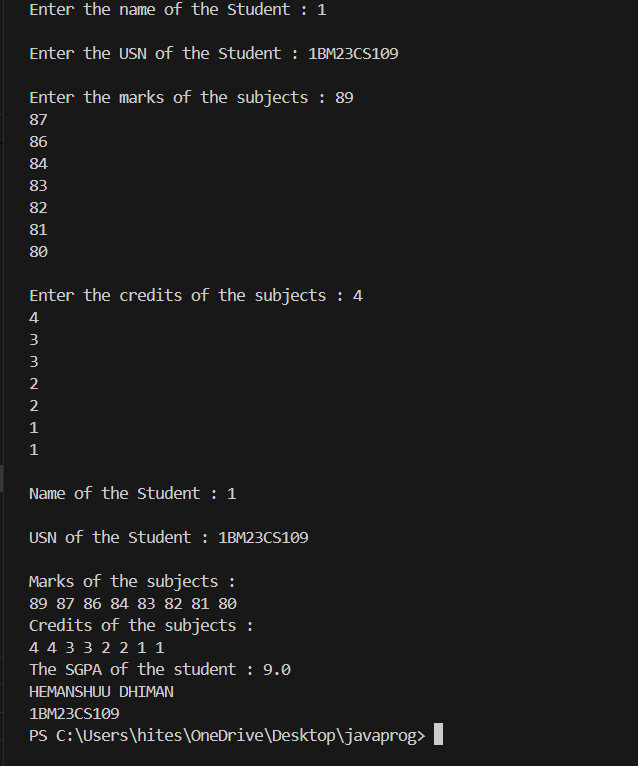 Enter the name of the Student : 1
Enter the USN of the Student : 1BM23CS109
Enter the marks of the subjects : 89
87
86
84
83
82
81
80
Enter the credits of the subjects : 4
4
3
3
2
2
1
1
Name of the Student : 1
USN of the Student : 1BM23CS109
Marks of the subjects :
89 87 86 84 83 82 81 80
Credits of the subjects :
4 4 3 3 2 2 1 1
The SGPA of the student : 9.0
HEMANSHUU DHIMAN
1BM23CS109
PS C:\Users\hites\OneDrive\Desktop\javaprog>